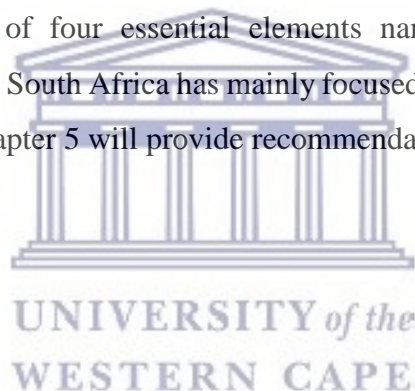 of four essential elements nar
South Africa has mainly focused
apter 5 will provide recommenda
UNIVERSITY of the
WESTERN CAPE